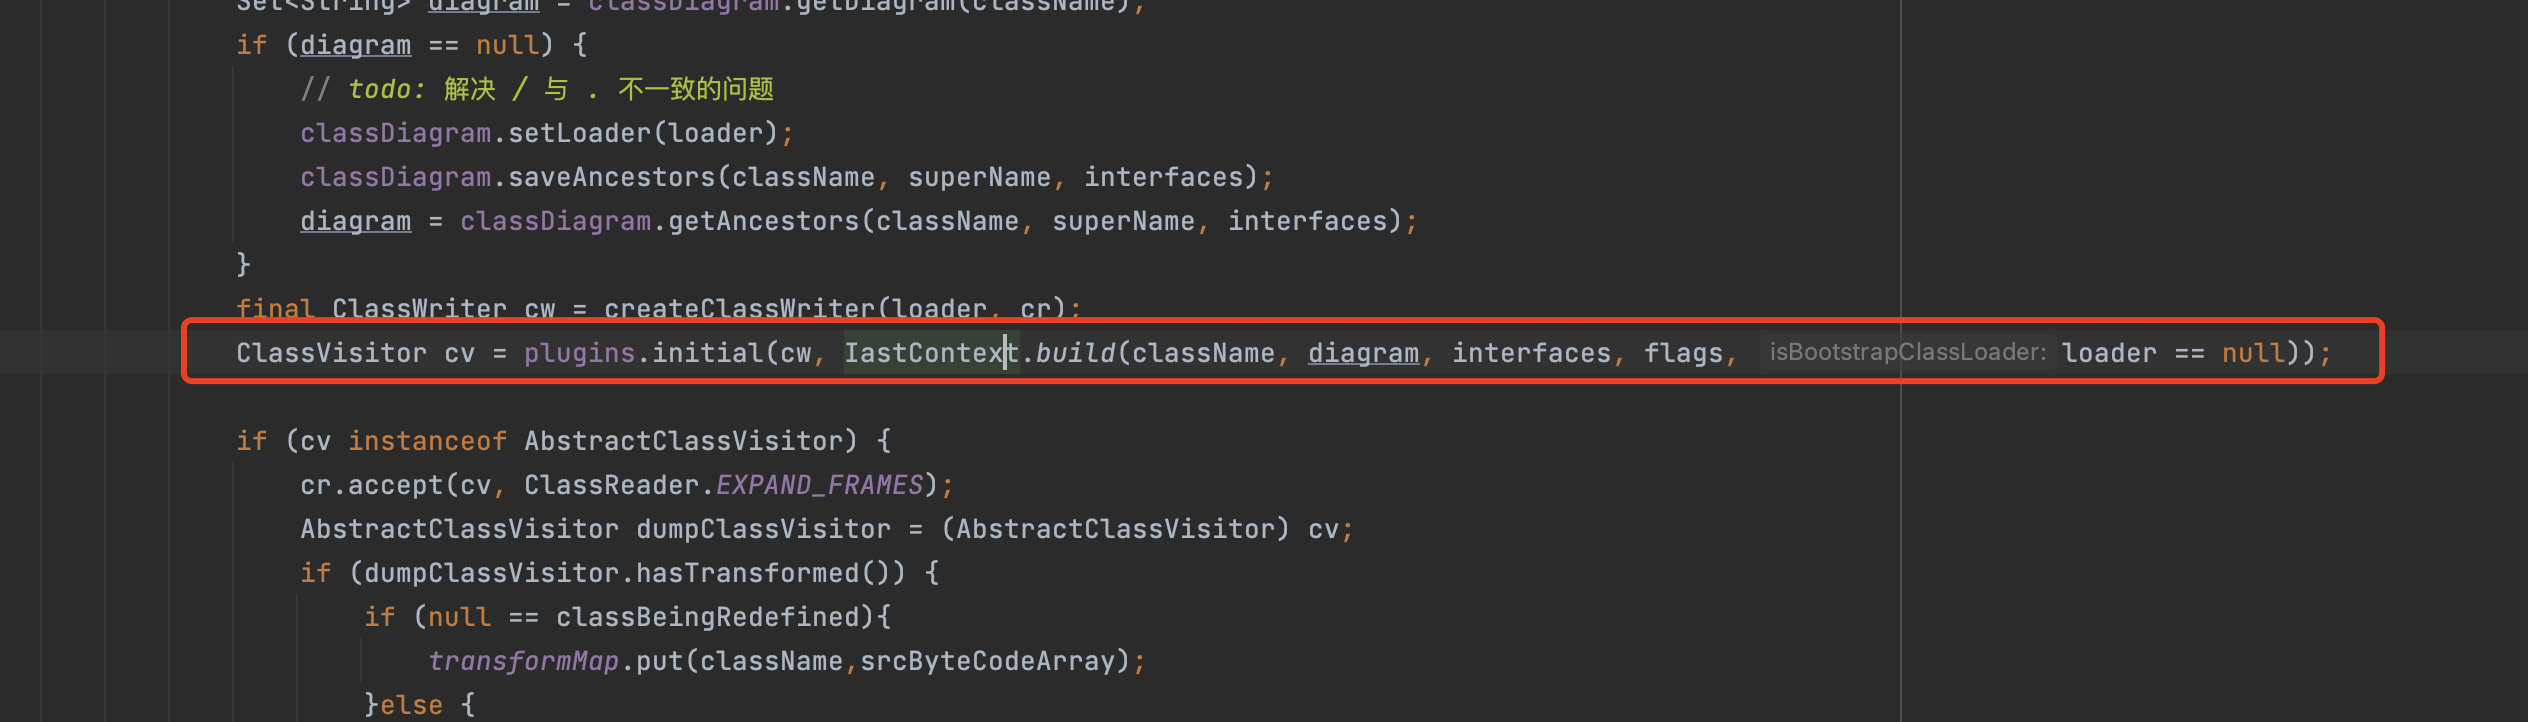 Set<String> diagram = classDiagram.getDiagram(className);
if (diagram == null) {
// todo: 解决 / 与 . 不一致的问题
classDiagram.setLoader(loader);
classDiagram.saveAncestors(className, superName, interfaces);
diagram = classDiagram.getAncestors(className, superName, interfaces);
}
final ClassWriter cw = createClassWriter(loader, cr);
ClassVisitor cv = plugins.initial(cw, IastContext.build(className, diagram, interfaces, flags, isBootstrapClassLoader: loader == null));
if (cv instanceof AbstractClassVisitor) {
cr.accept(cv, ClassReader.EXPAND_FRAMES);
AbstractClassVisitor dumpClassVisitor = (AbstractClassVisitor) cv;
if (dumpClassVisitor.hasTransformed()) {
if (null == classBeingRedefined){
transformMap.put(className,srcByteCodeArray);
}else {